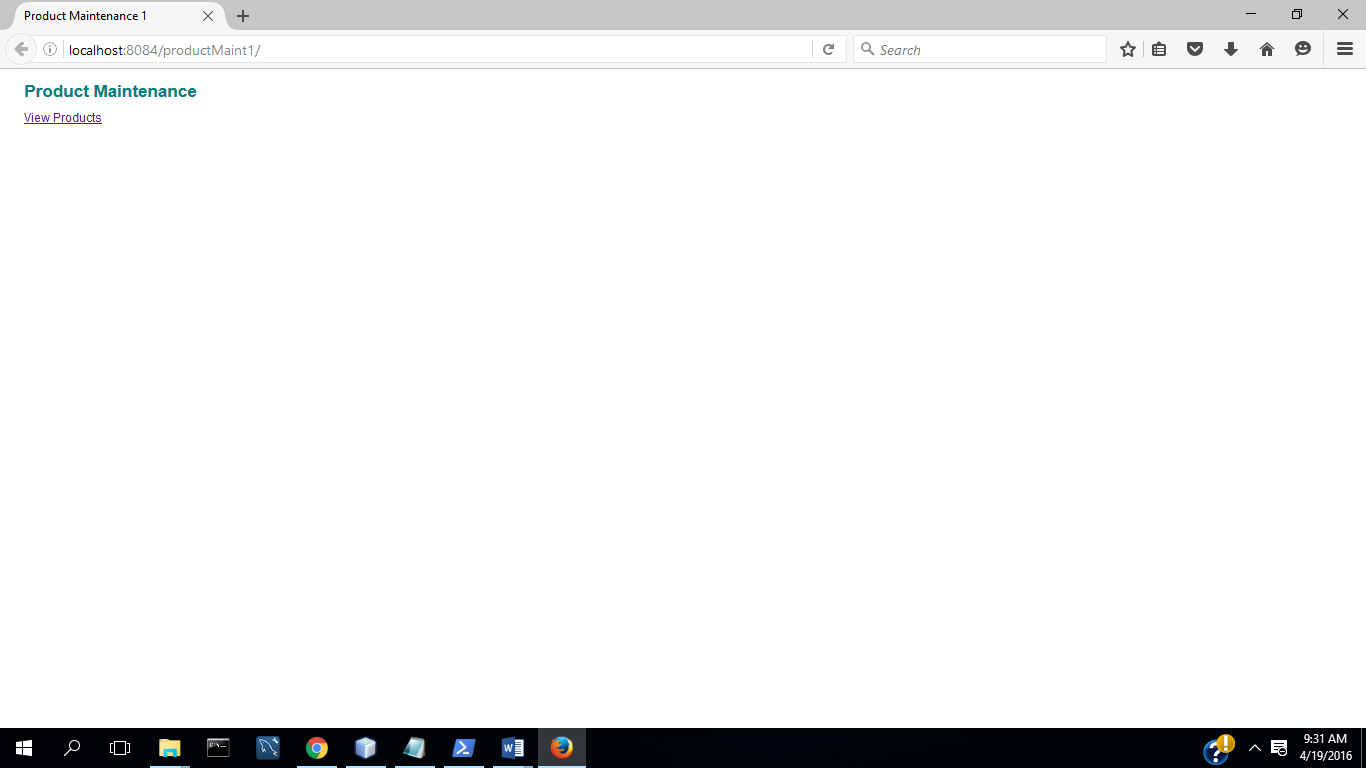 Product Maintenance 1
localhost:8084/productMaint1/
Search
Product Maintenance
View Products
9:31 AM
4/19/2016